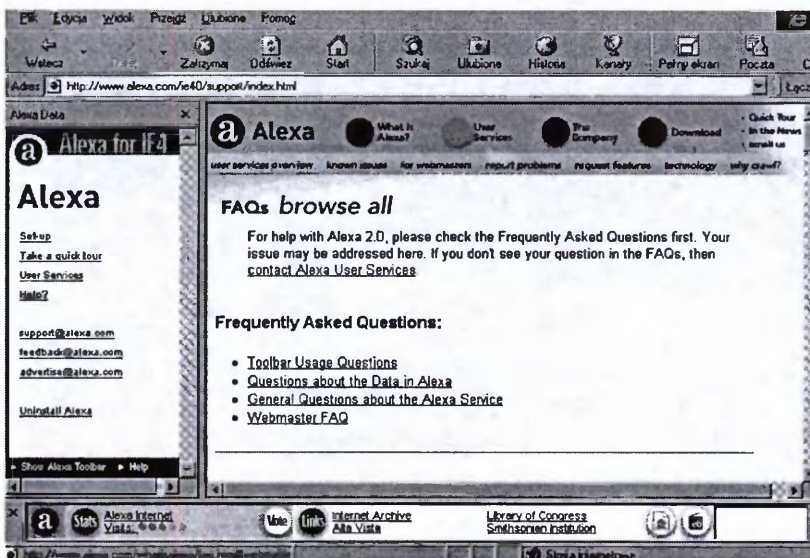 Plik Edycja Widok Przejdź Ulubione Pomoc
Wstecz Zatrzymaj Odśwież Start Szukaj Ulubione Historia Kanały Pełny ekran Poczta
Adres http://www.alexa.com/ie40/support/index.html Łącz
Alexa Data
a Alexa for IE4
Alexa
Set-up
Take a quick tour
User Services
Help?
support@alexa.com
feedback@alexa.com
advertise@alexa.com
Uninstall Alexa
Show Alexa Toolbar Help
a Alexa What is Alexa? User Services The Company Download
Quick Tour
In the News
email us
user services overview known issues for webmasters report problems request features technology why crawl?
FAQs browse all
For help with Alexa 2.0, please check the Frequently Asked Questions first. Your
issue may be addressed here. If you don't see your question in the FAQs, then
contact Alexa User Services
Frequently Asked Questions:
Toolbar Usage Questions
Questions about the Data in Alexa
General Questions about the Alexa Service
Webmaster FAQ
a Stats Alexa Internet Vote Links Internet Archive Library of Congress
Visits: Alta Vista Smithsonian Institution
Strefa internetowa